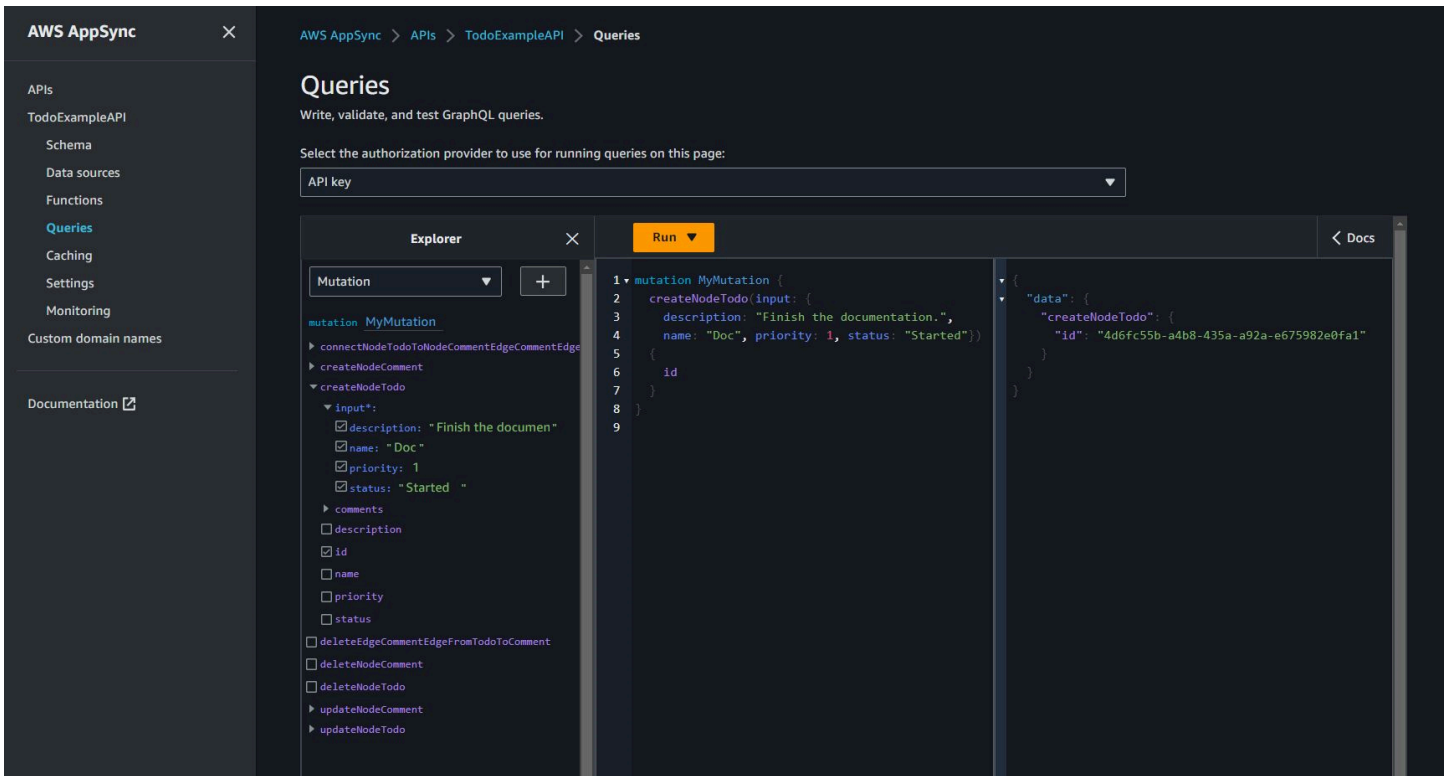 AWS AppSync
APIs
TodoExampleAPI
Schema
Data sources
Functions
Queries
Caching
Settings
Monitoring
Custom domain names
Documentation
AWS AppSync > APIs > TodoExampleAPI > Queries
Queries
Write, validate, and test GraphQL queries.
Select the authorization provider to use for running queries on this page:
API key
Explorer
Mutation
+
mutation MyMutation
connectNodeTodoToNodeCommentEdgeCommentEdge
createNodeComment
createNodeTodo
input*:
description: "Finish the documen"
name: "Doc"
priority: 1
status: "Started "
comments
description
id
name
priority
status
deleteEdgeCommentEdgeFromTodoToComment
deleteNodeComment
deleteNodeTodo
updateNodeComment
updateNodeTodo
Run
1 mutation MyMutation {
2 createNodeTodo(input: {
3 description: "Finish the documentation.",
4 name: "Doc", priority: 1, status: "Started"})
5 {
6 id
7 }
8 }
9
< Docs
{
"data": {
"createNodeTodo": {
"id": "4d6fc55b-a4b8-435a-a92a-e675982e0fa1"
}
}
}